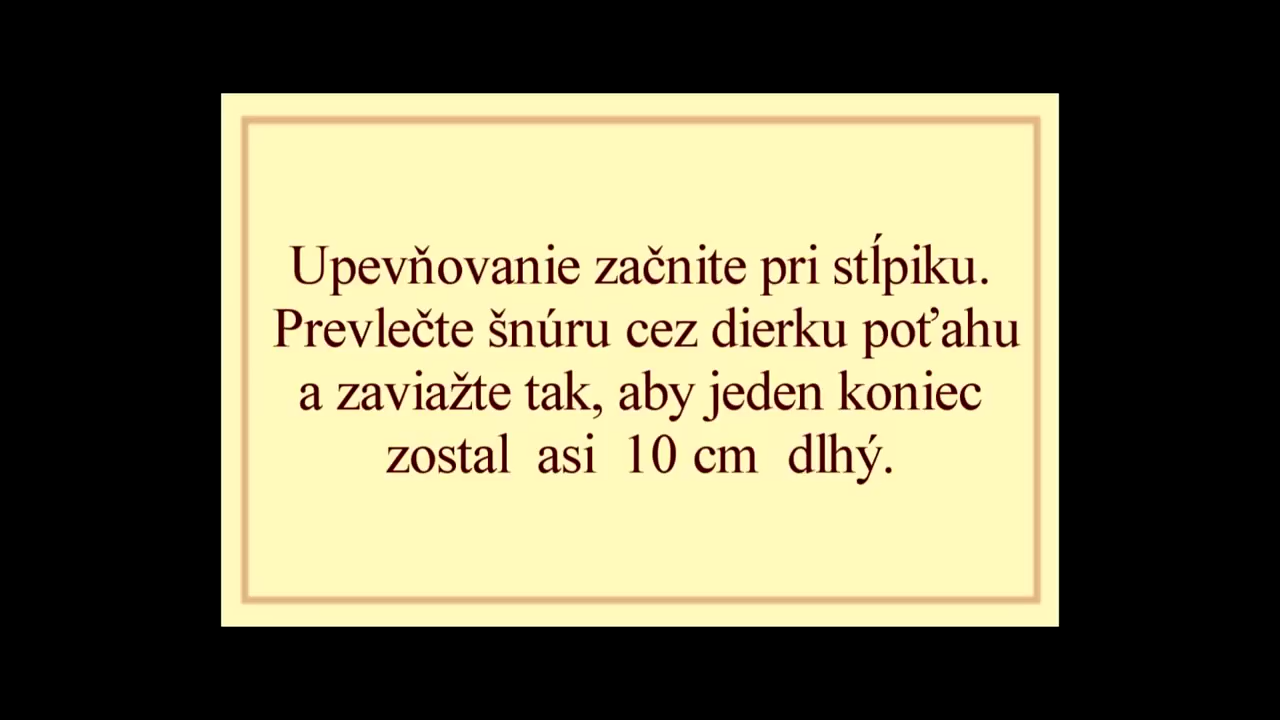 Upevňovanie začnite pri stĺpiku.
Prevlečte šnúru cez dierku poťahu
a zaviažte tak, aby jeden koniec
zostal asi 10 cm dlhý.